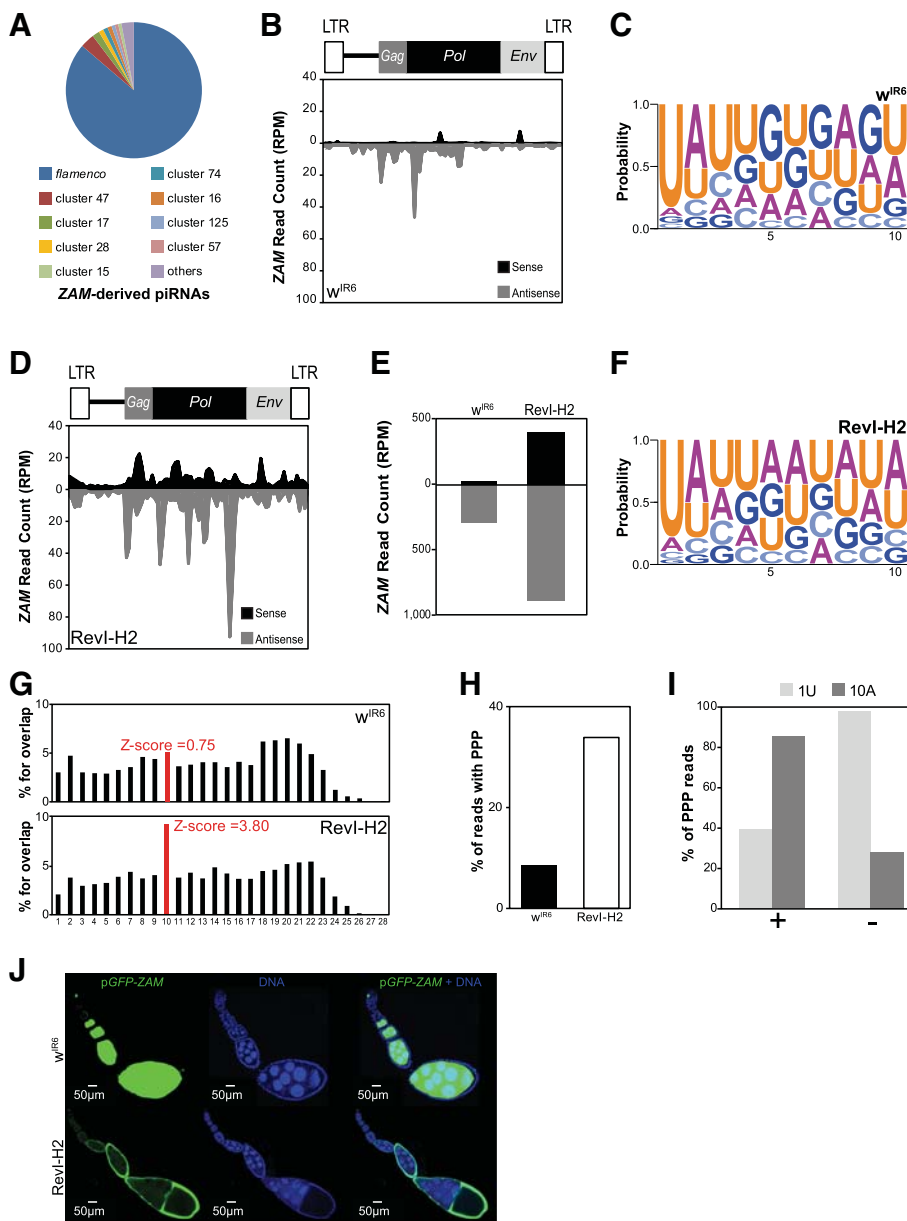 A
flamenco
cluster 47
cluster 17
cluster 28
cluster 15
cluster 74
cluster 16
cluster 125
cluster 57
others
ZAM-derived piRNAs
B
LTR LTR
Gag Pol Env
ZAM Read Count (RPM)
40
20
0
20
40
60
80
100
Sense
Antisense
wIR6
C
wIR6
Probability
1.0
0.5
0.0
5 10
D
LTR LTR
Gag Pol Env
ZAM Read Count (RPM)
40
20
0
20
40
60
80
100
Sense
Antisense
RevI-H2
E
wIR6 RevI-H2
ZAM Read Count (RPM)
500
0
500
1,000
F
RevI-H2
Probability
1.0
0.5
0.0
5 10
G
% for overlap
10
5
0
wIR6
Z-score =0.75
% for overlap
10
5
0
RevI-H2
Z-score =3.80
1 2 3 4 5 6 7 8 9 10 11 12 13 14 15 16 17 18 19 20 21 22 23 24 25 26 27 28
H
% of reads with PPP
40
20
0
wIR6 RevI-H2
I
1U 10A
% of PPP reads
100
80
60
40
20
0
+ -
J
pGFP-ZAM DNA pGFP-ZAM + DNA
wIR6
50µm 50µm 50µm
RevI-H2
50µm 50µm 50µm